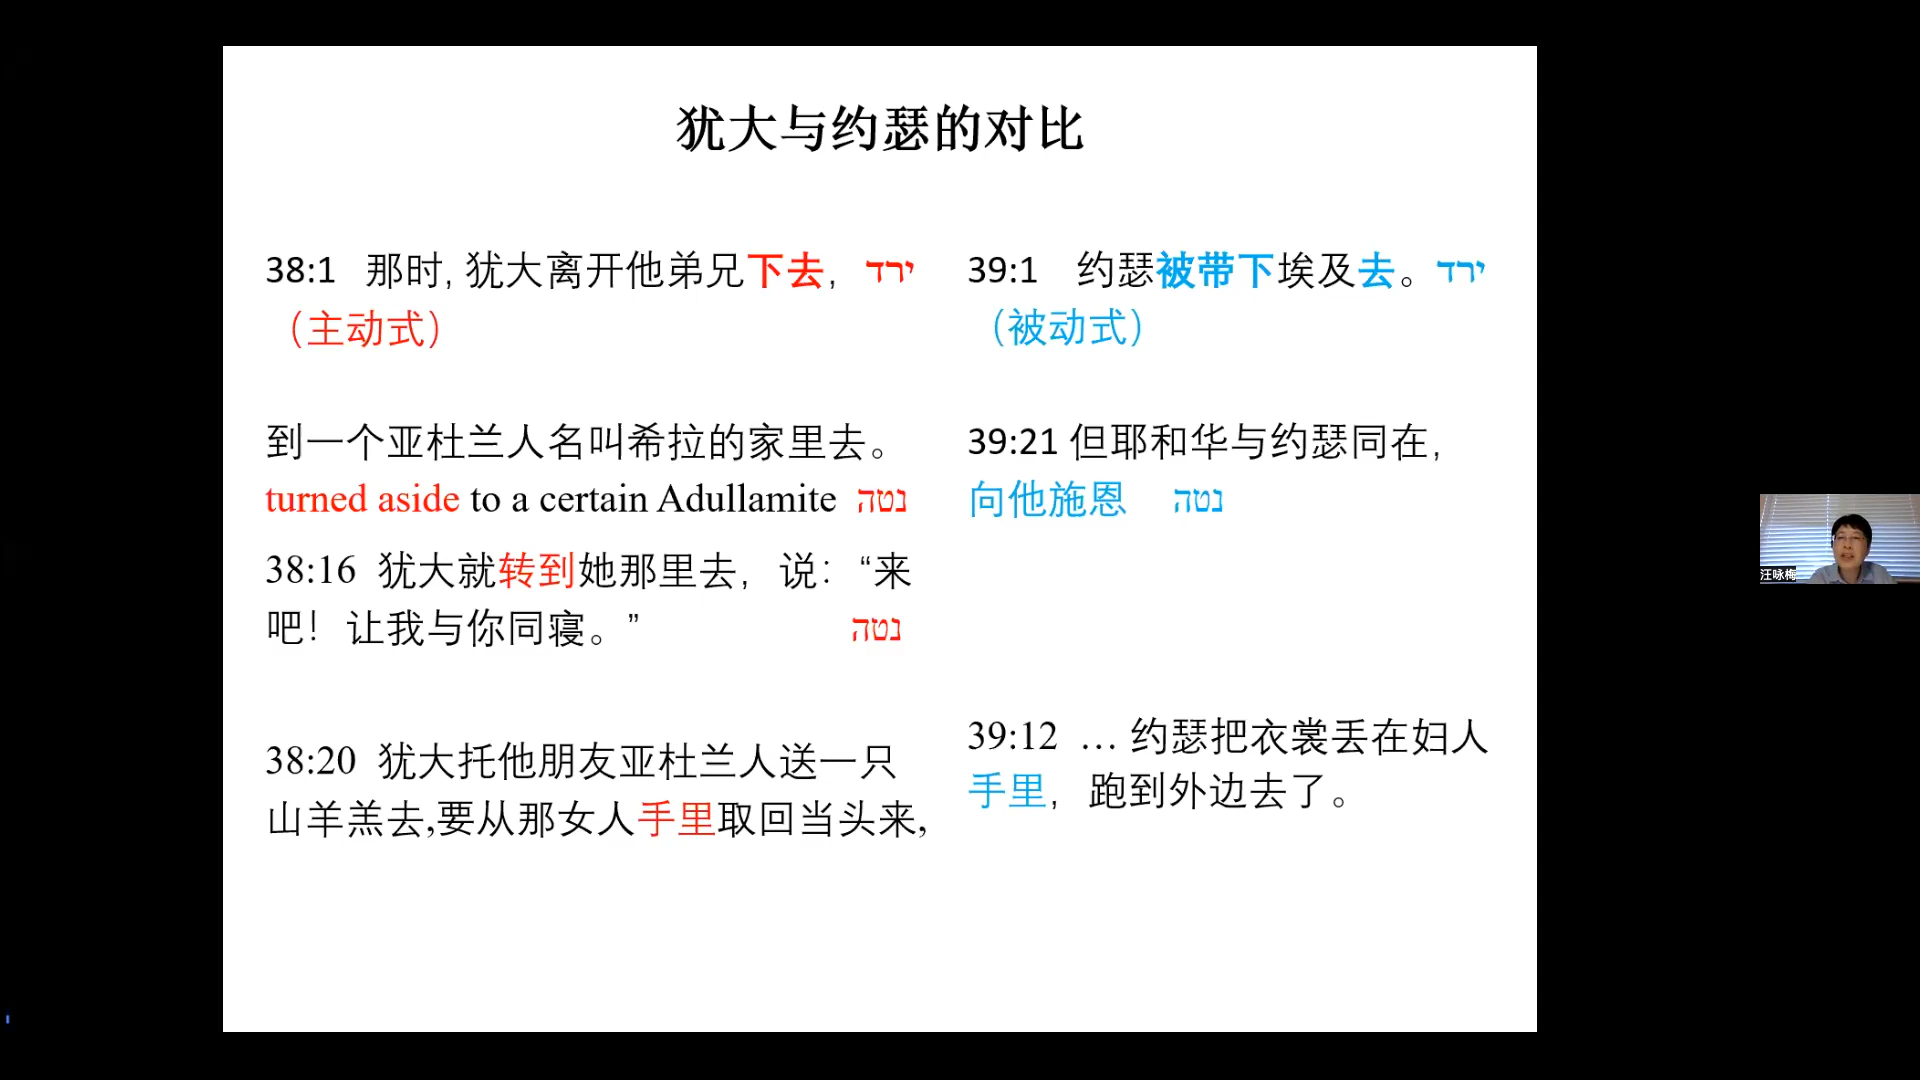 犹大与约瑟的对比
38:1 那时, 犹大离开他弟兄下去， ירד
（主动式）
到一个亚杜兰人名叫希拉的家里去。
turned aside to a certain Adullamite נטה
38:16 犹大就转到她那里去，说：“来
吧！让我与你同寝。” נטה
38:20 犹大托他朋友亚杜兰人送一只
山羊羔去,要从那女人手里取回当头来,
39:1 约瑟被带下埃及去。ירד
（被动式）
39:21 但耶和华与约瑟同在，
向他施恩 נטה
39:12 … 约瑟把衣裳丢在妇人
手里，跑到外边去了。
汪咏梅